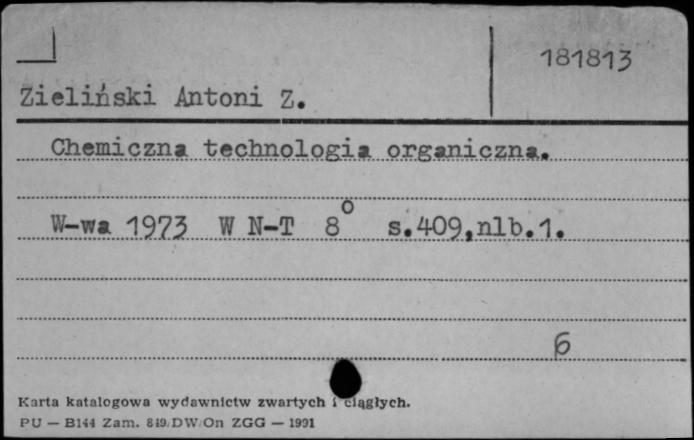 181813
Zieliński Antoni Z.
Chemiczna technologia organiczna.
W-wa 1973 W N-T 8° s.409,nlb.1.
6
Karta katalogowa wydawnictw zwartych i ciągłych.
PU — B144 Zam. 849/DW/On ZGG — 1991